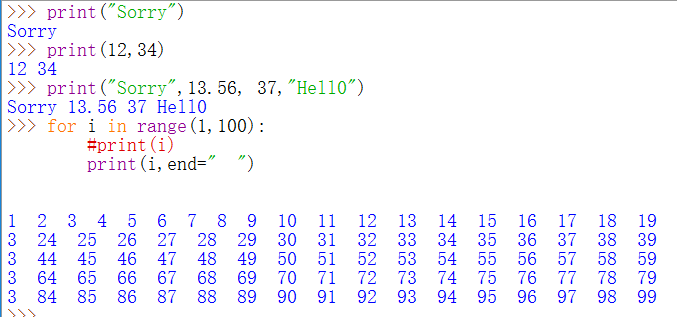 >>> print("Sorry")
Sorry
>>> print(12,34)
12 34
>>> print("Sorry",13.56, 37,"Hell0")
Sorry 13.56 37 Hell0
>>> for i in range(1,100):
        #print(i)
        print(i,end="  ")
1  2  3  4  5  6  7  8  9  10  11  12  13  14  15  16  17  18  19
3  24  25  26  27  28  29  30  31  32  33  34  35  36  37  38  39
3  44  45  46  47  48  49  50  51  52  53  54  55  56  57  58  59
3  64  65  66  67  68  69  70  71  72  73  74  75  76  77  78  79
3  84  85  86  87  88  89  90  91  92  93  94  95  96  97  98  99
>>>